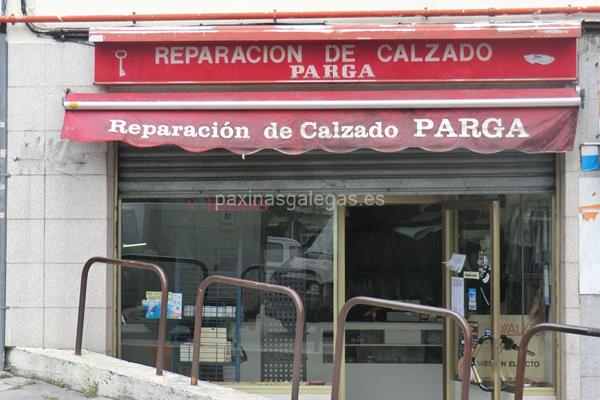 REPARACION DE CALZADO
PARGA
Reparación de Calzado PARGA
paxinasgalegas.es